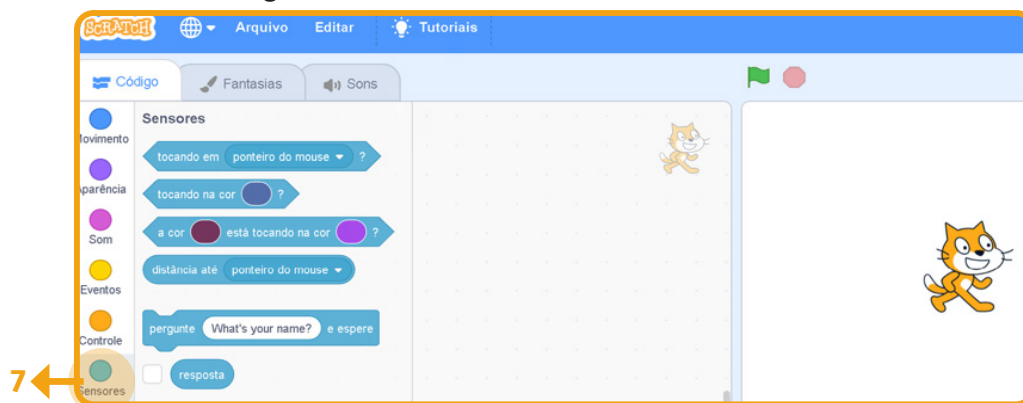 SCRATCH Arquivo Editar Tutoriais
Código Fantasias Sons
Sensores
Movimento
tocando em ponteiro do mouse ?
Aparência
tocando na cor ?
Som
a cor está tocando na cor ?
Eventos
distância até ponteiro do mouse
Controle
pergunte What's your name? e espere
7 Sensores
resposta